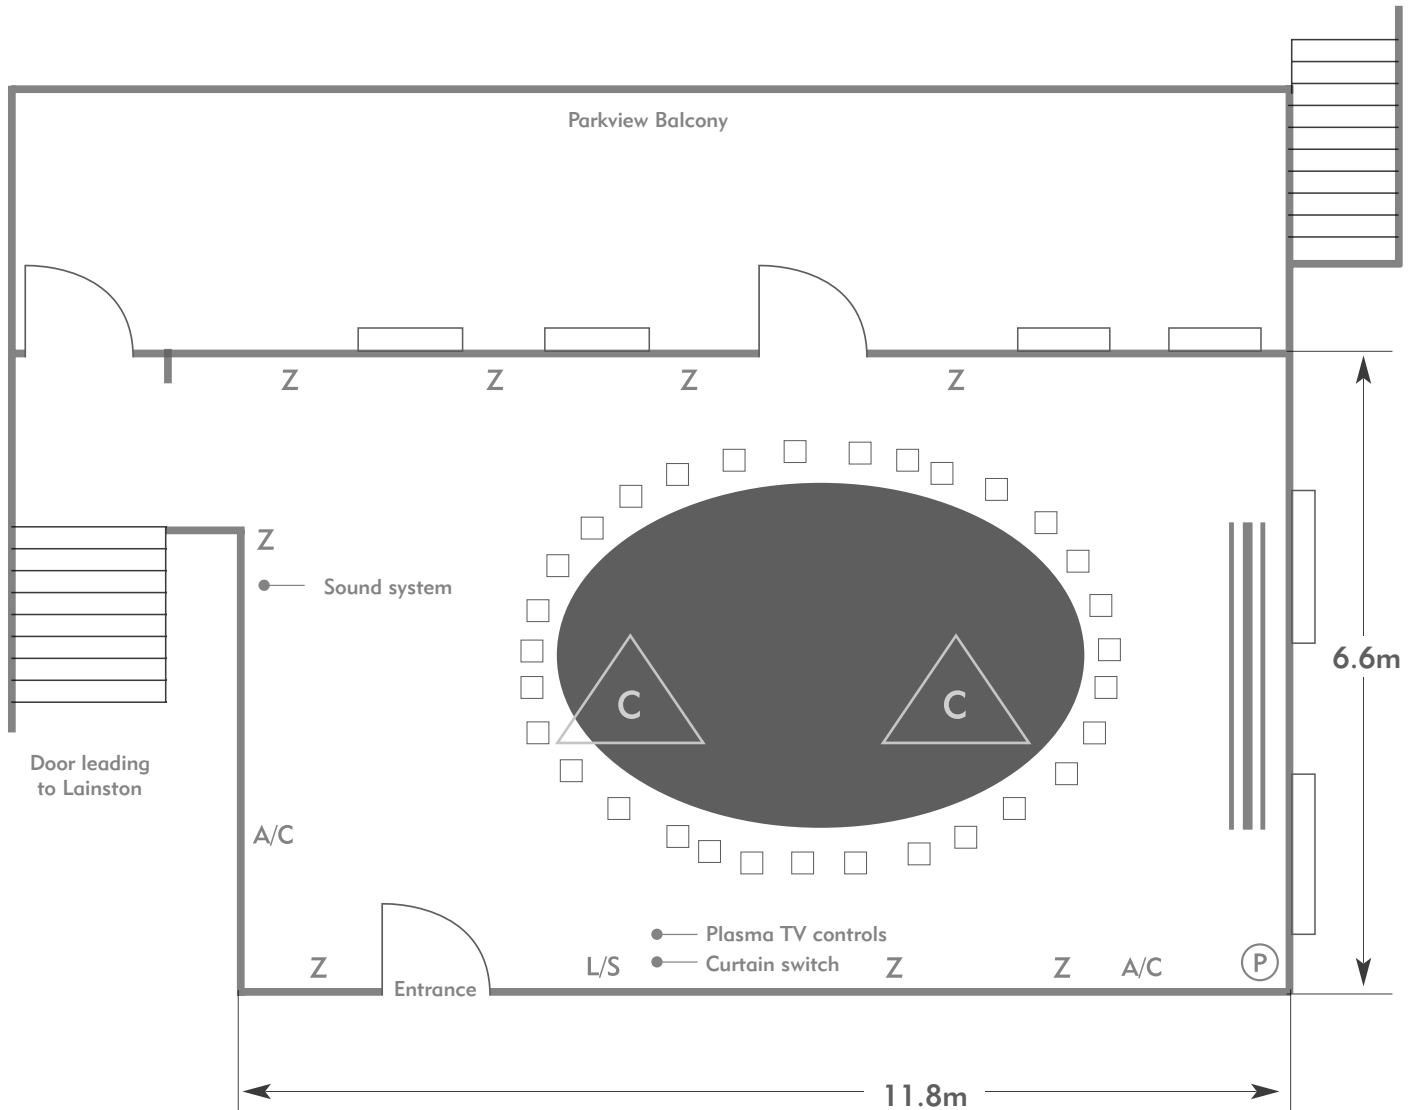 Parkview Balcony
Z
Z
Z
Z
Z
Sound system
C
C
6.6m
Door leading
to Lainston
A/C
Plasma TV controls
Z
L/S
Curtain switch
Z
Z
A/C
P
Entrance
11.8m